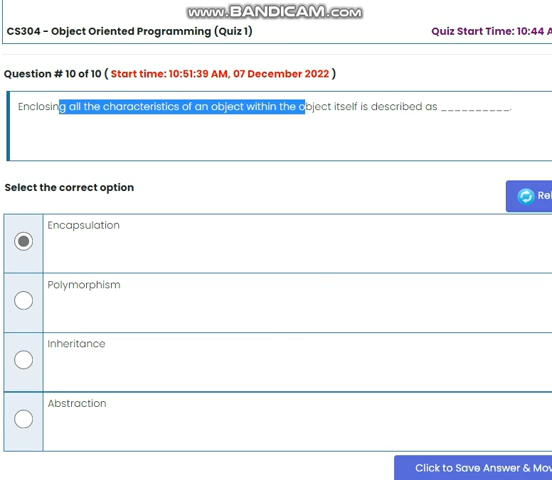 www.BANDICAM.com
CS304 - Object Oriented Programming (Quiz 1)
Quiz Start Time: 10:44 A
Question # 10 of 10 ( Start time: 10:51:39 AM, 07 December 2022 )
Enclosing all the characteristics of an object within the object itself is described as __________.
Select the correct option
Rel
Encapsulation
Polymorphism
Inheritance
Abstraction
Click to Save Answer & Mov